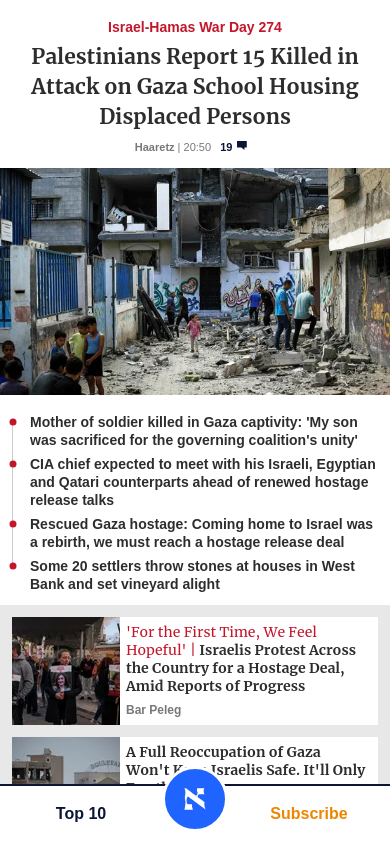 Israel-Hamas War Day 274
Palestinians Report 15 Killed in
Attack on Gaza School Housing
Displaced Persons
Haaretz | 20:50 19
Mother of soldier killed in Gaza captivity: 'My son
was sacrificed for the governing coalition's unity'
CIA chief expected to meet with his Israeli, Egyptian
and Qatari counterparts ahead of renewed hostage
release talks
Rescued Gaza hostage: Coming home to Israel was
a rebirth, we must reach a hostage release deal
Some 20 settlers throw stones at houses in West
Bank and set vineyard alight
'For the First Time, We Feel
Hopeful' | Israelis Protest Across
the Country for a Hostage Deal,
Amid Reports of Progress
Bar Peleg
A Full Reoccupation of Gaza
Won't Israelis Safe. It'll Only
Top 10
Subscribe